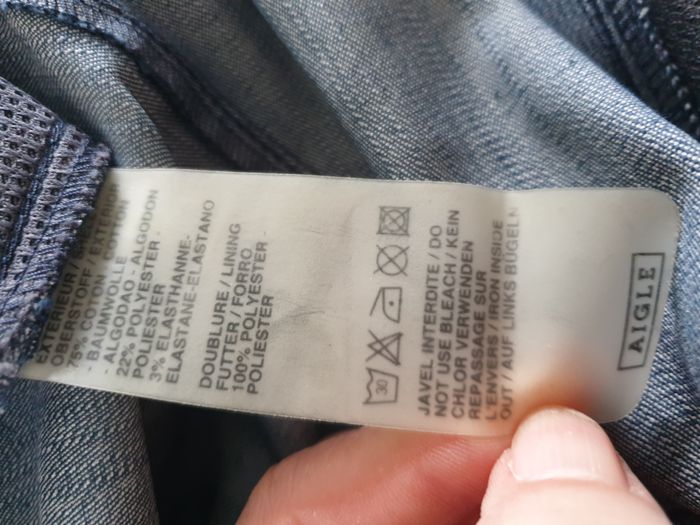 EXTERIEUR /
OBERSTOFF / EXTERIOR
75% COTON - COTTON
- BAUMWOLLE
- ALGODAO - ALGODON
22% POLYESTER -
POLIESTER
3% ELASTHANNE-
ELASTANE-ELASTANO
DOUBLURE / LINING
FUTTER / FORRO
100% POLYESTER -
POLIESTER
30
JAVEL INTERDITE / DO
NOT USE BLEACH / KEIN
CHLOR VERWENDEN
REPASSAGE SUR
L'ENVERS / IRON INSIDE
OUT / AUF LINKS BÜGELN
AIGLE